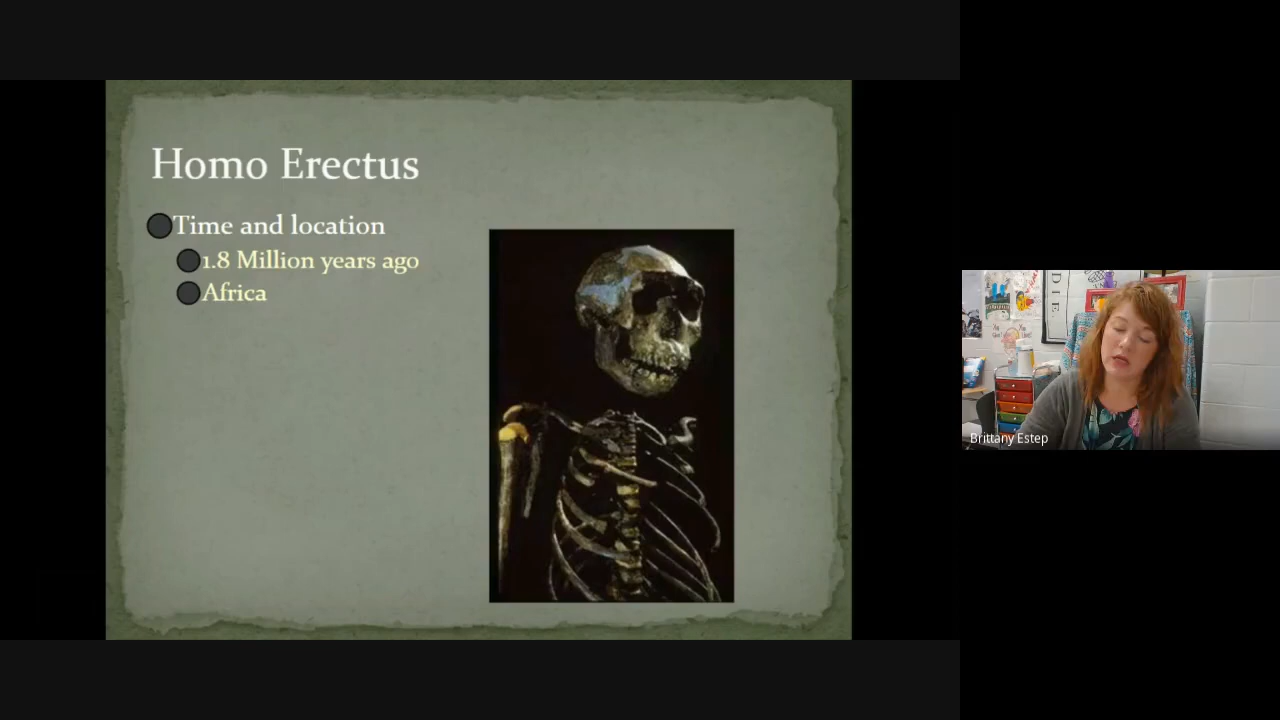 Homo Erectus
Time and location
1.8 Million years ago
Africa
Brittany Estep